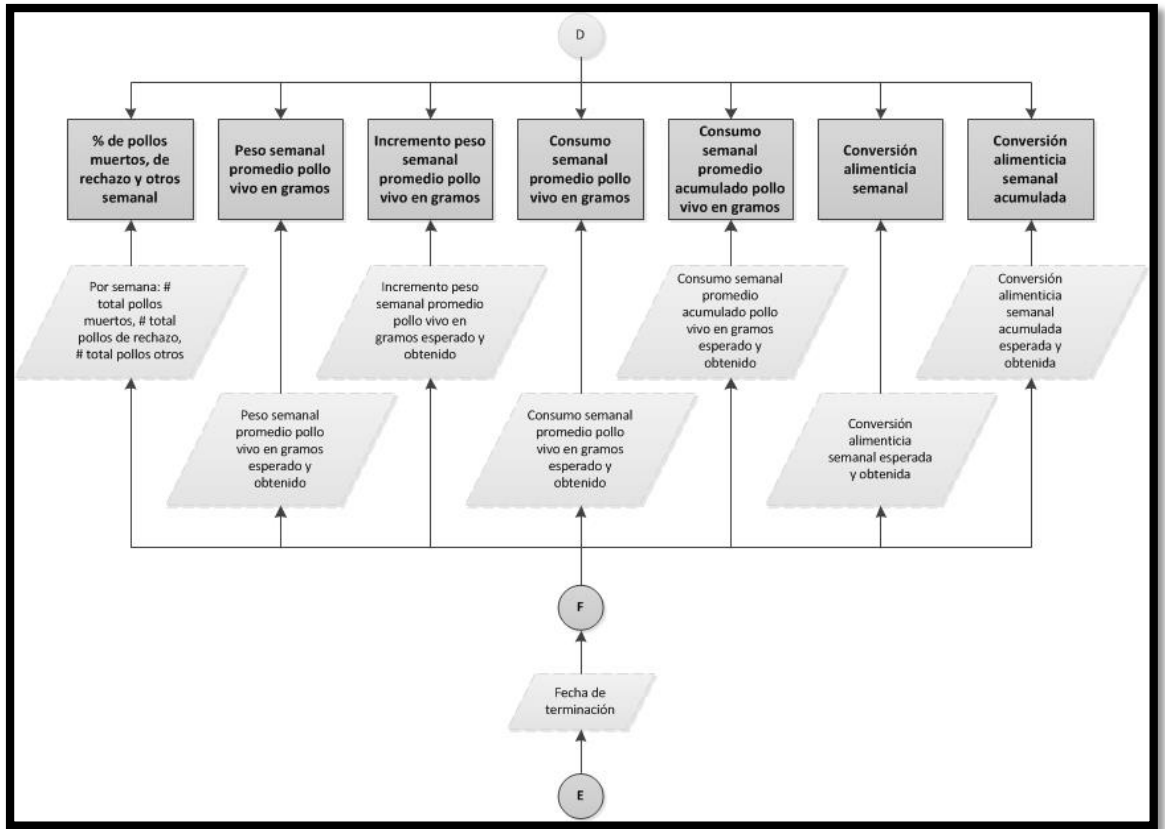 D
% de pollos
muertos, de
rechazo y otros
semanal
Peso semanal
promedio pollo
vivo en gramos
Incremento peso
semanal
promedio pollo
vivo en gramos
Consumo
semanal
promedio pollo
vivo en gramos
Consumo
semanal
promedio
acumulado pollo
vivo en gramos
Conversión
alimenticia
semanal
Conversión
alimenticia
semanal
acumulada
Por semana: #
total pollos
muertos, # total
pollos de rechazo,
# total pollos otros
Incremento peso
semanal promedio
pollo vivo en
gramos esperado y
obtenido
Consumo semanal
promedio
acumulado pollo
vivo en gramos
esperado y
obtenido
Conversión
alimenticia
semanal
acumulada
esperada y
obtenida
Peso semanal
promedio pollo
vivo en gramos
esperado y
obtenido
Consumo semanal
promedio pollo
vivo en gramos
esperado y
obtenido
Conversión
alimenticia
semanal esperada
y obtenida
F
Fecha de
terminación
E